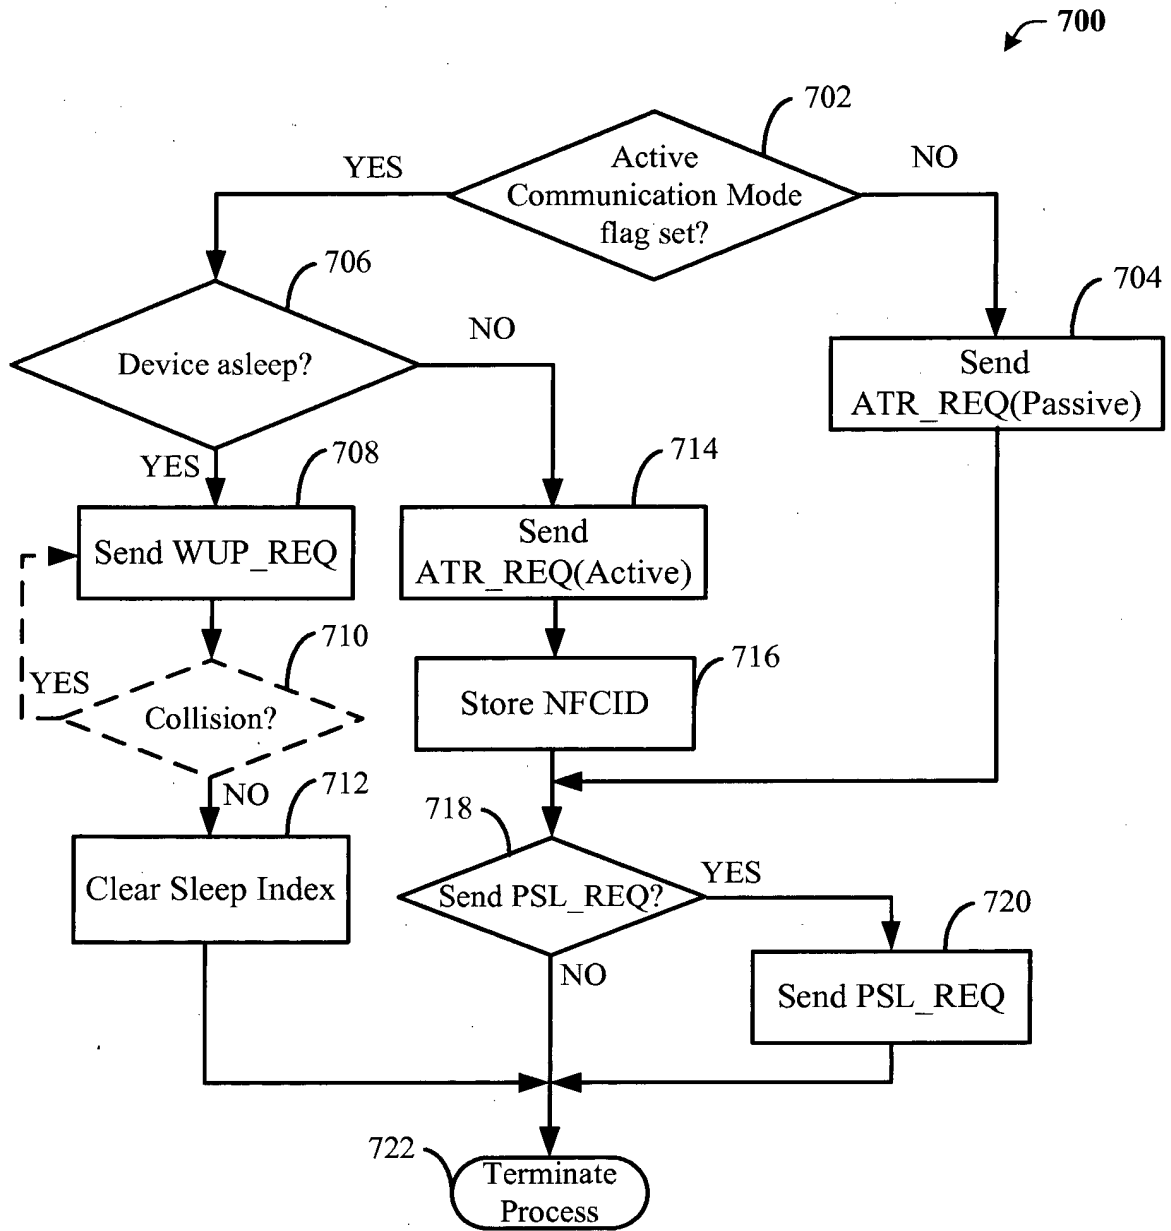 700
702
YES
Active
Communication Mode
flag set?
NO
706
704
Device asleep?
NO
Send
ATR_REQ(Passive)
YES
708
714
Send WUP_REQ
Send
ATR_REQ(Active)
710
716
YES
Collision?
Store NFCID
NO
712
718
Clear Sleep Index
Send PSL_REQ?
YES
720
NO
Send PSL_REQ
722
Terminate
Process